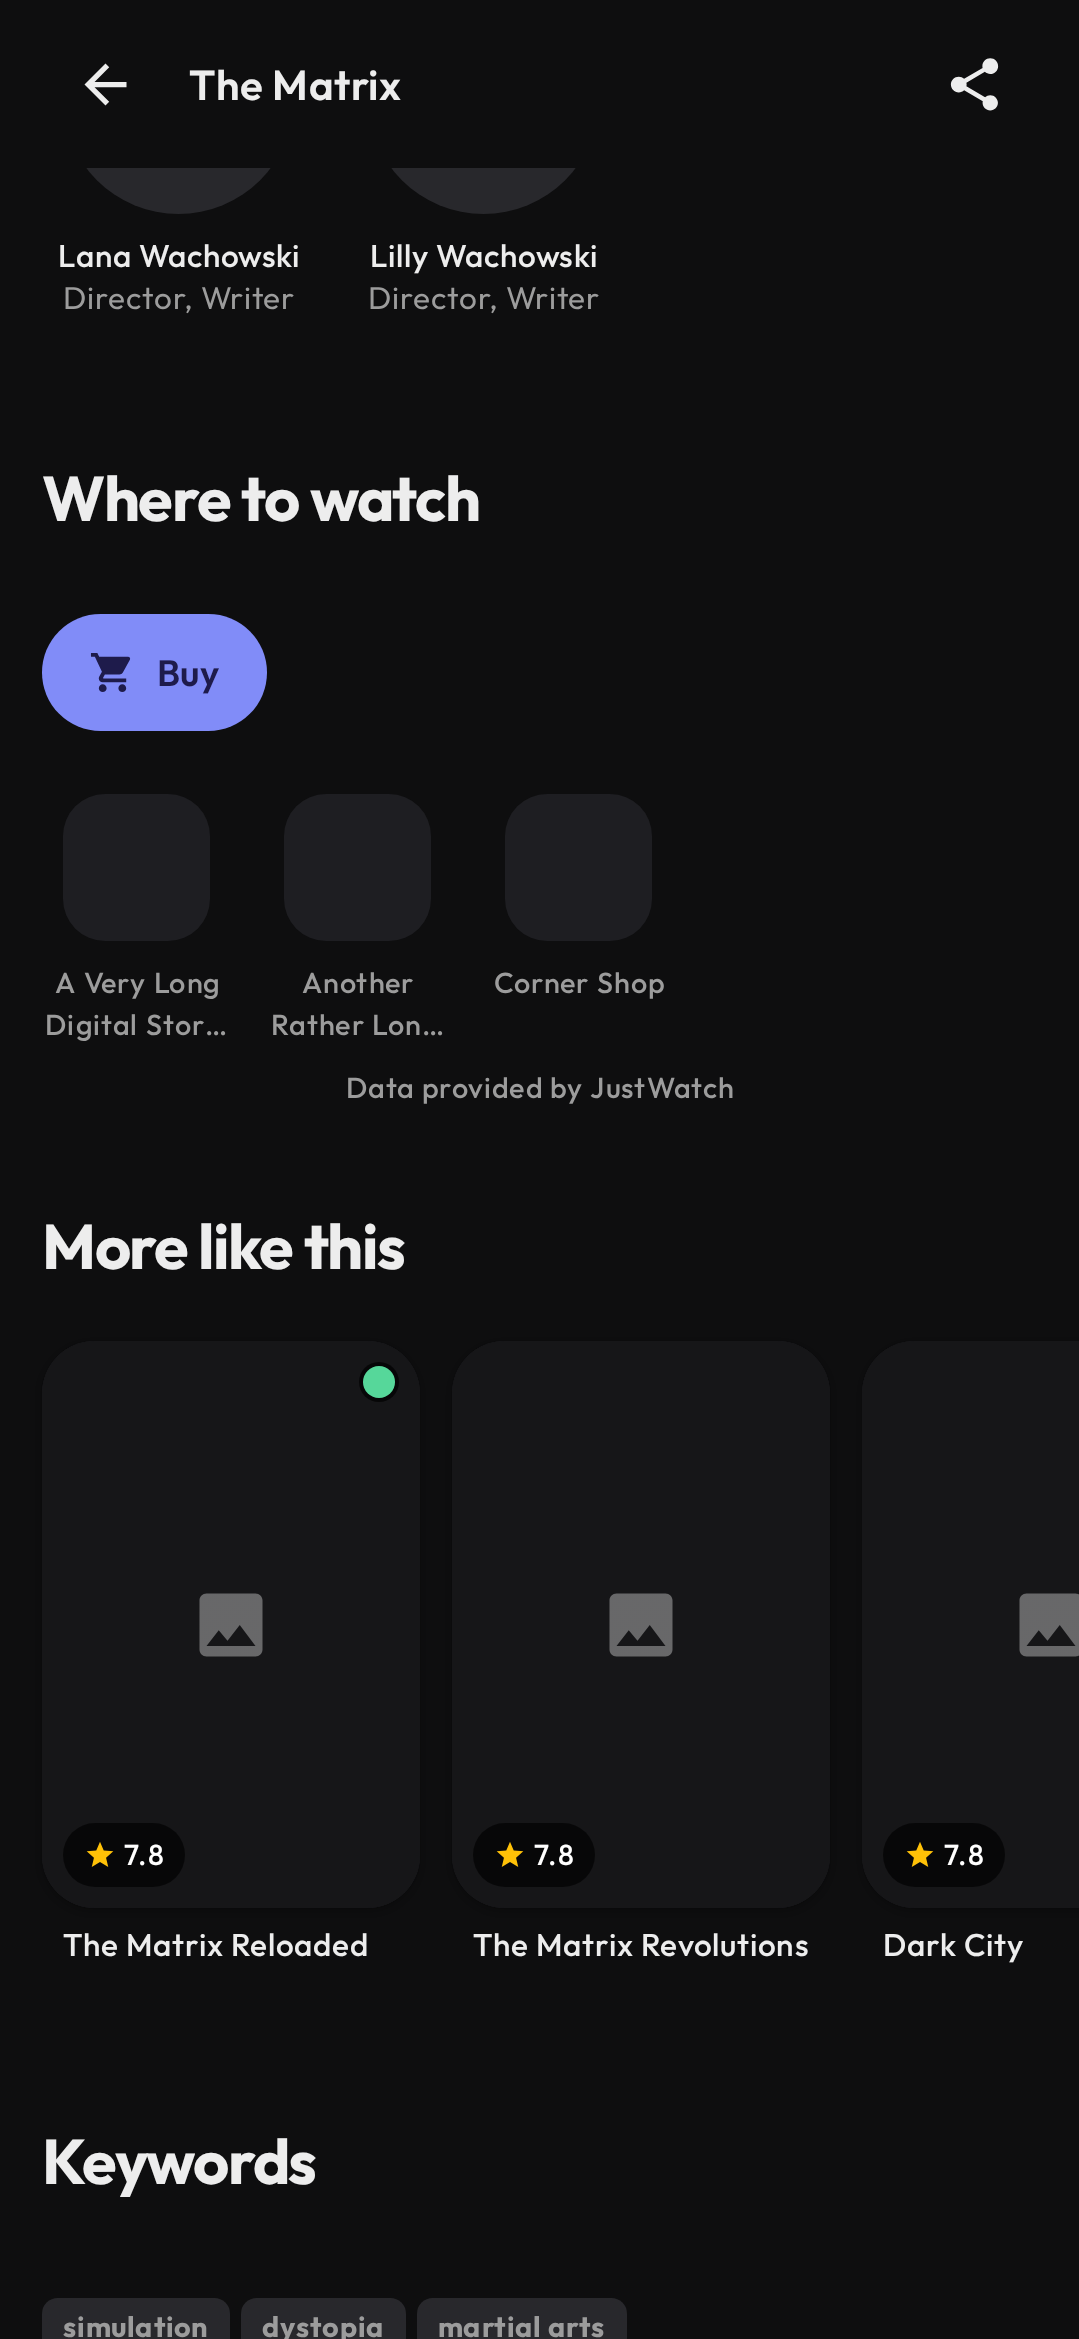 The Matrix
Lana Wachowski
Director, Writer
Lilly Wachowski
Director, Writer
Where to watch
Buy
A Very Long
Digital Stor...
Another
Rather Lon...
Corner Shop
Data provided by JustWatch
More like this
7.8
The Matrix Reloaded
7.8
The Matrix Revolutions
7.8
Dark City
Keywords
simulation
dystopia
martial arts